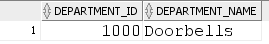 DEPARTMENT_ID DEPARTMENT_NAME
1 1000 Doorbells